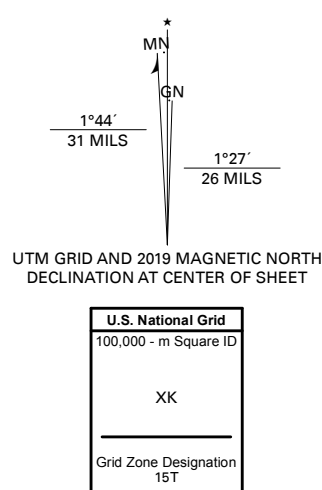 ★
MN
GN
1°44´
31 MILS
1°27´
26 MILS
UTM GRID AND 2019 MAGNETIC NORTH
DECLINATION AT CENTER OF SHEET
U.S. National Grid
100,000 - m Square ID
XK
Grid Zone Designation
15T